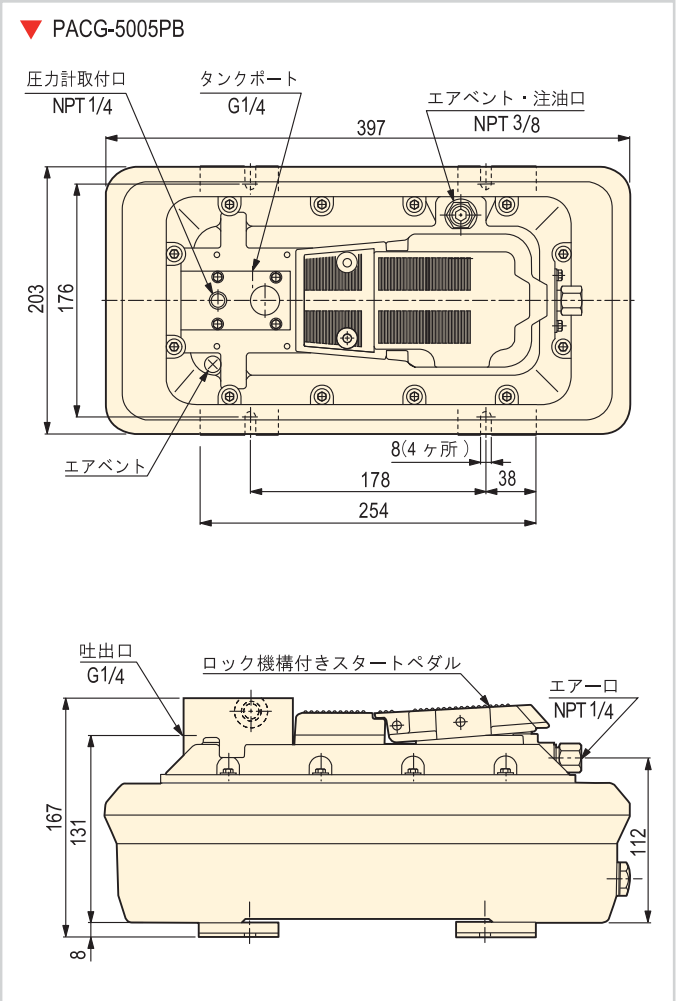 PACG-5005PB
圧力計取付口
NPT 1/4
タンクポート
G1/4
エアベント・注油口
NPT 3/8
397
203
176
エアベント
8(4 ヶ所 )
178
38
254
吐出口
G1/4
ロック機構付きスタートペダル
エアー口
NPT 1/4
167
131
112
8